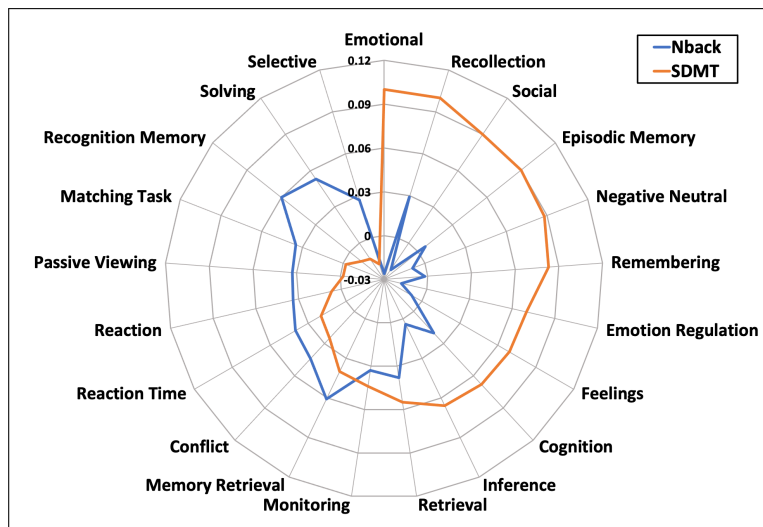 Emotional
Recollection
Social
Episodic Memory
Negative Neutral
Remembering
Emotion Regulation
Feelings
Cognition
Inference
Retrieval
Monitoring
Memory Retrieval
Conflict
Reaction Time
Reaction
Passive Viewing
Matching Task
Recognition Memory
Solving
Selective
0.12
0.09
0.06
0.03
0
-0.03
Nback
SDMT